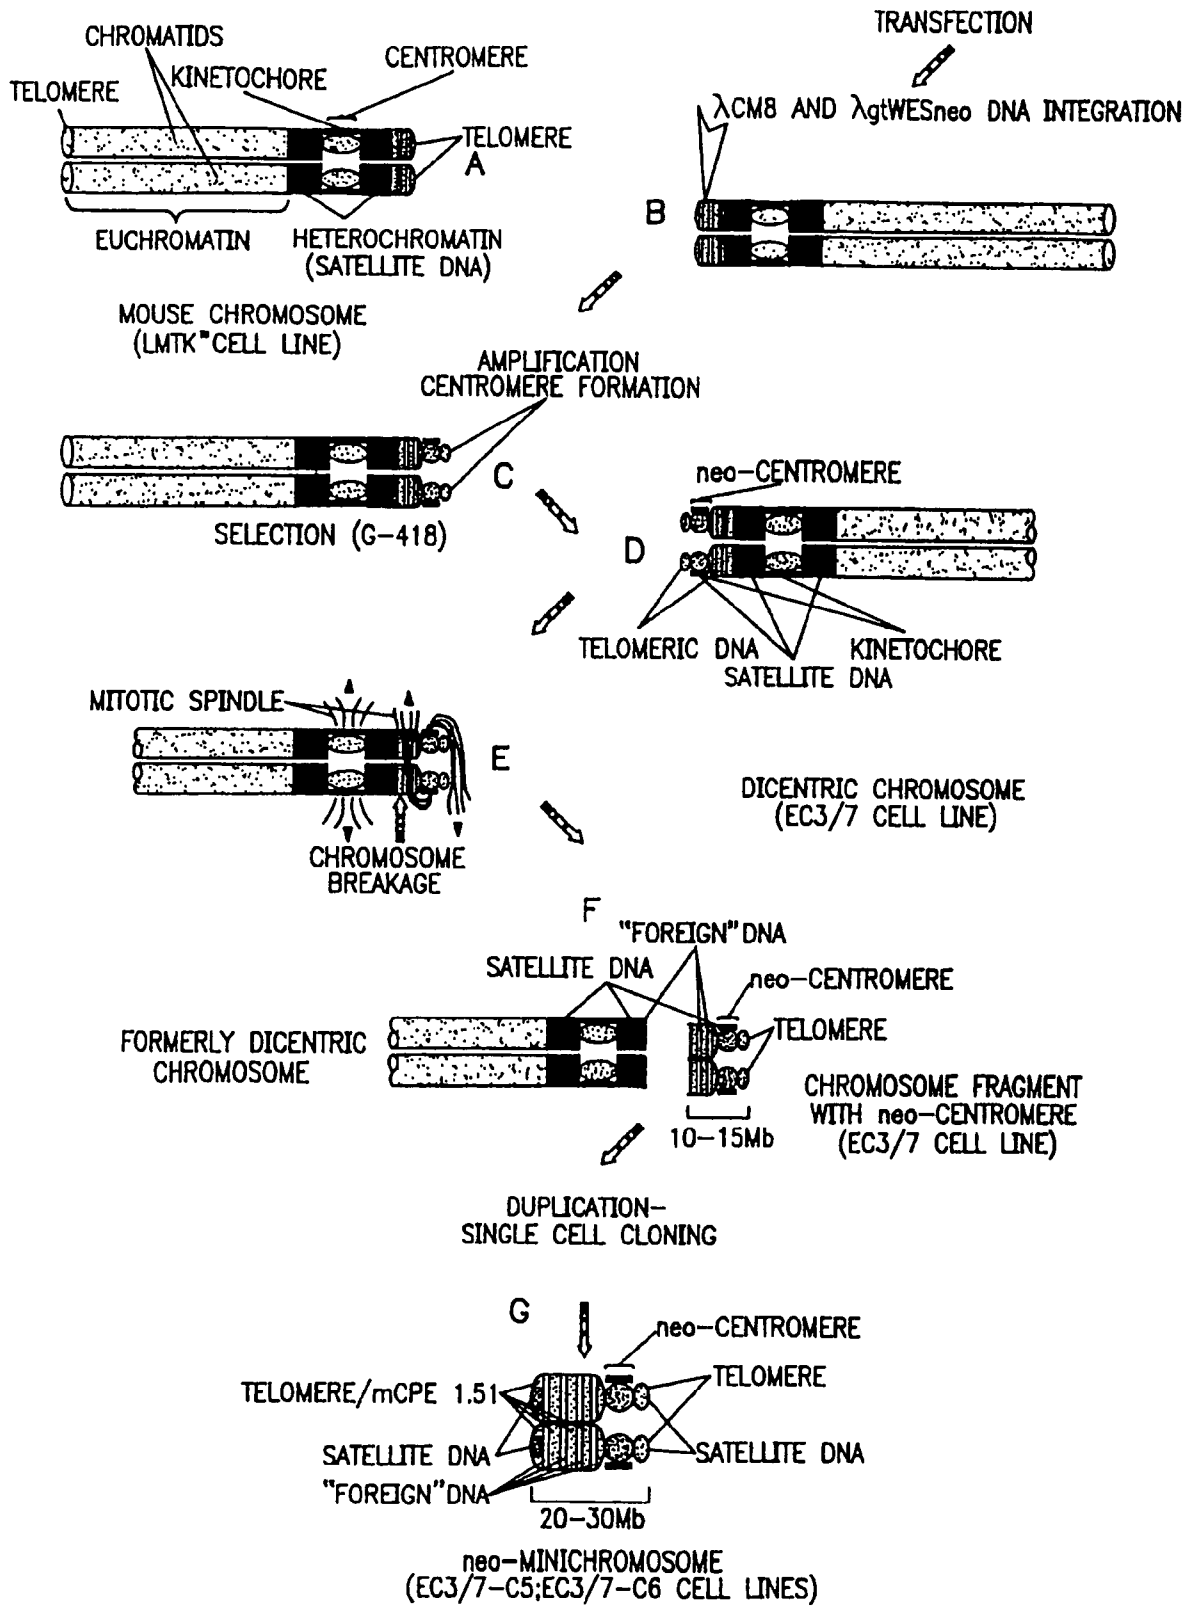 TRANSFECTION
CHROMATIDS
CENTROMERE
KINETOCHORE
TELOMERE
λCM8 AND λgtWESneo DNA INTEGRATION
TELOMERE
A
B
EUCHROMATIN
HETEROCHROMATIN
(SATELLITE DNA)
MOUSE CHROMOSOME
(LMTK⁻ CELL LINE)
AMPLIFICATION
CENTROMERE FORMATION
C
neo-CENTROMERE
SELECTION (G-418)
D
TELOMERIC DNA
KINETOCHORE
SATELLITE DNA
MITOTIC SPINDLE
E
DICENTRIC CHROMOSOME
(EC3/7 CELL LINE)
CHROMOSOME
BREAKAGE
F
"FOREIGN" DNA
SATELLITE DNA
neo-CENTROMERE
TELOMERE
FORMERLY DICENTRIC
CHROMOSOME
CHROMOSOME FRAGMENT
WITH neo-CENTROMERE
(EC3/7 CELL LINE)
10-15Mb
DUPLICATION-
SINGLE CELL CLONING
G
neo-CENTROMERE
TELOMERE/mCPE 1.51
TELOMERE
SATELLITE DNA
SATELLITE DNA
"FOREIGN" DNA
20-30Mb
neo-MINICHROMOSOME
(EC3/7-C5;EC3/7-C6 CELL LINES)